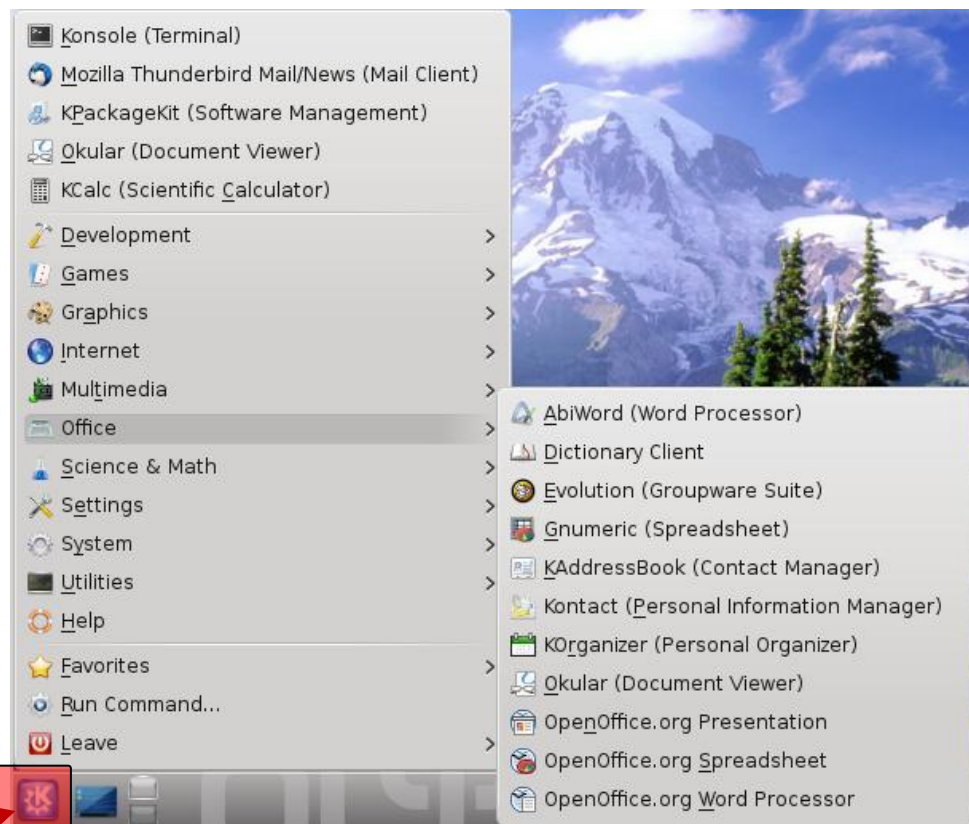 Konsole (Terminal)
Mozilla Thunderbird Mail/News (Mail Client)
KPackageKit (Software Management)
Okular (Document Viewer)
KCalc (Scientific Calculator)
Development
Games
Graphics
Internet
Multimedia
Office
Science & Math
Settings
System
Utilities
Help
Favorites
Run Command...
Leave
AbiWord (Word Processor)
Dictionary Client
Evolution (Groupware Suite)
Gnumeric (Spreadsheet)
KAddressBook (Contact Manager)
Kontact (Personal Information Manager)
KOrganizer (Personal Organizer)
Okular (Document Viewer)
OpenOffice.org Presentation
OpenOffice.org Spreadsheet
OpenOffice.org Word Processor